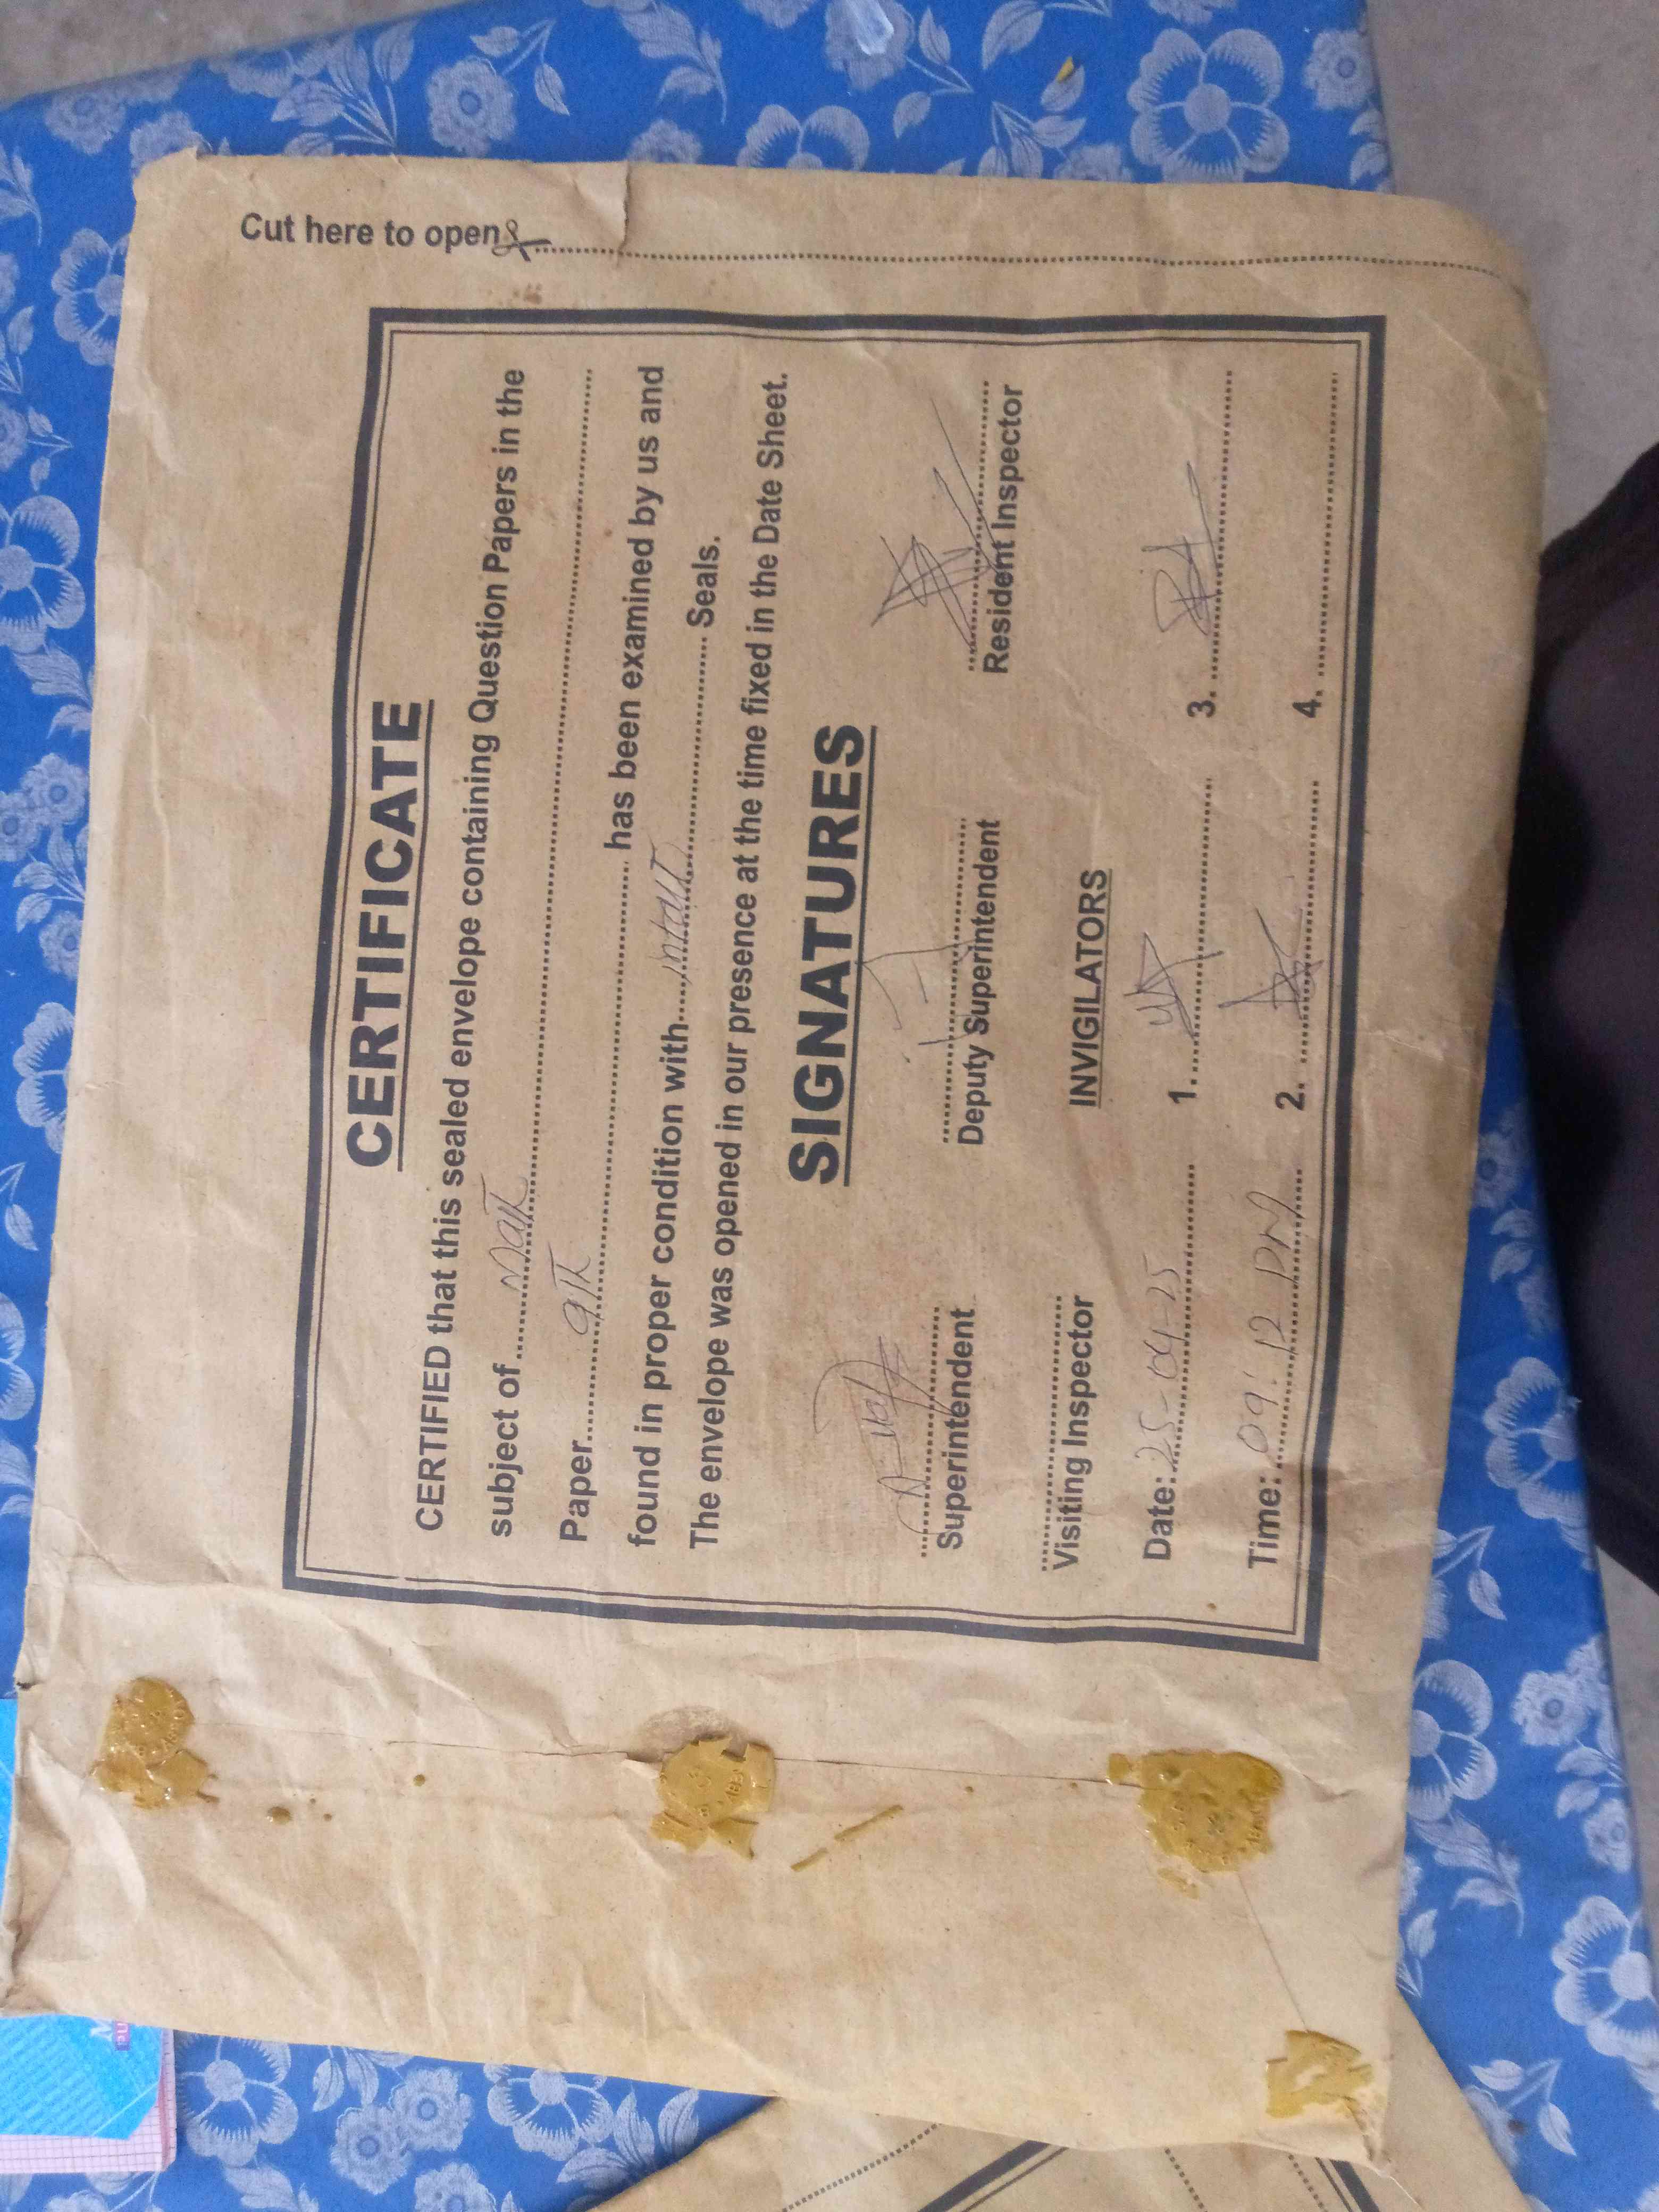 Cut here to open
CERTIFICATE
CERTIFIED that this sealed envelope containing Question Papers in the
subject of Math
Paper 9th
has been examined by us and
found in proper condition with intact Seals.
The envelope was opened in our presence at the time fixed in the Date Sheet.
SIGNATURES
Superintendent
Deputy Superintendent
Resident Inspector
Visiting Inspector
INVIGILATORS
Date: 25-04-25
1.
3.
Time: 09:12 PM
2.
4.